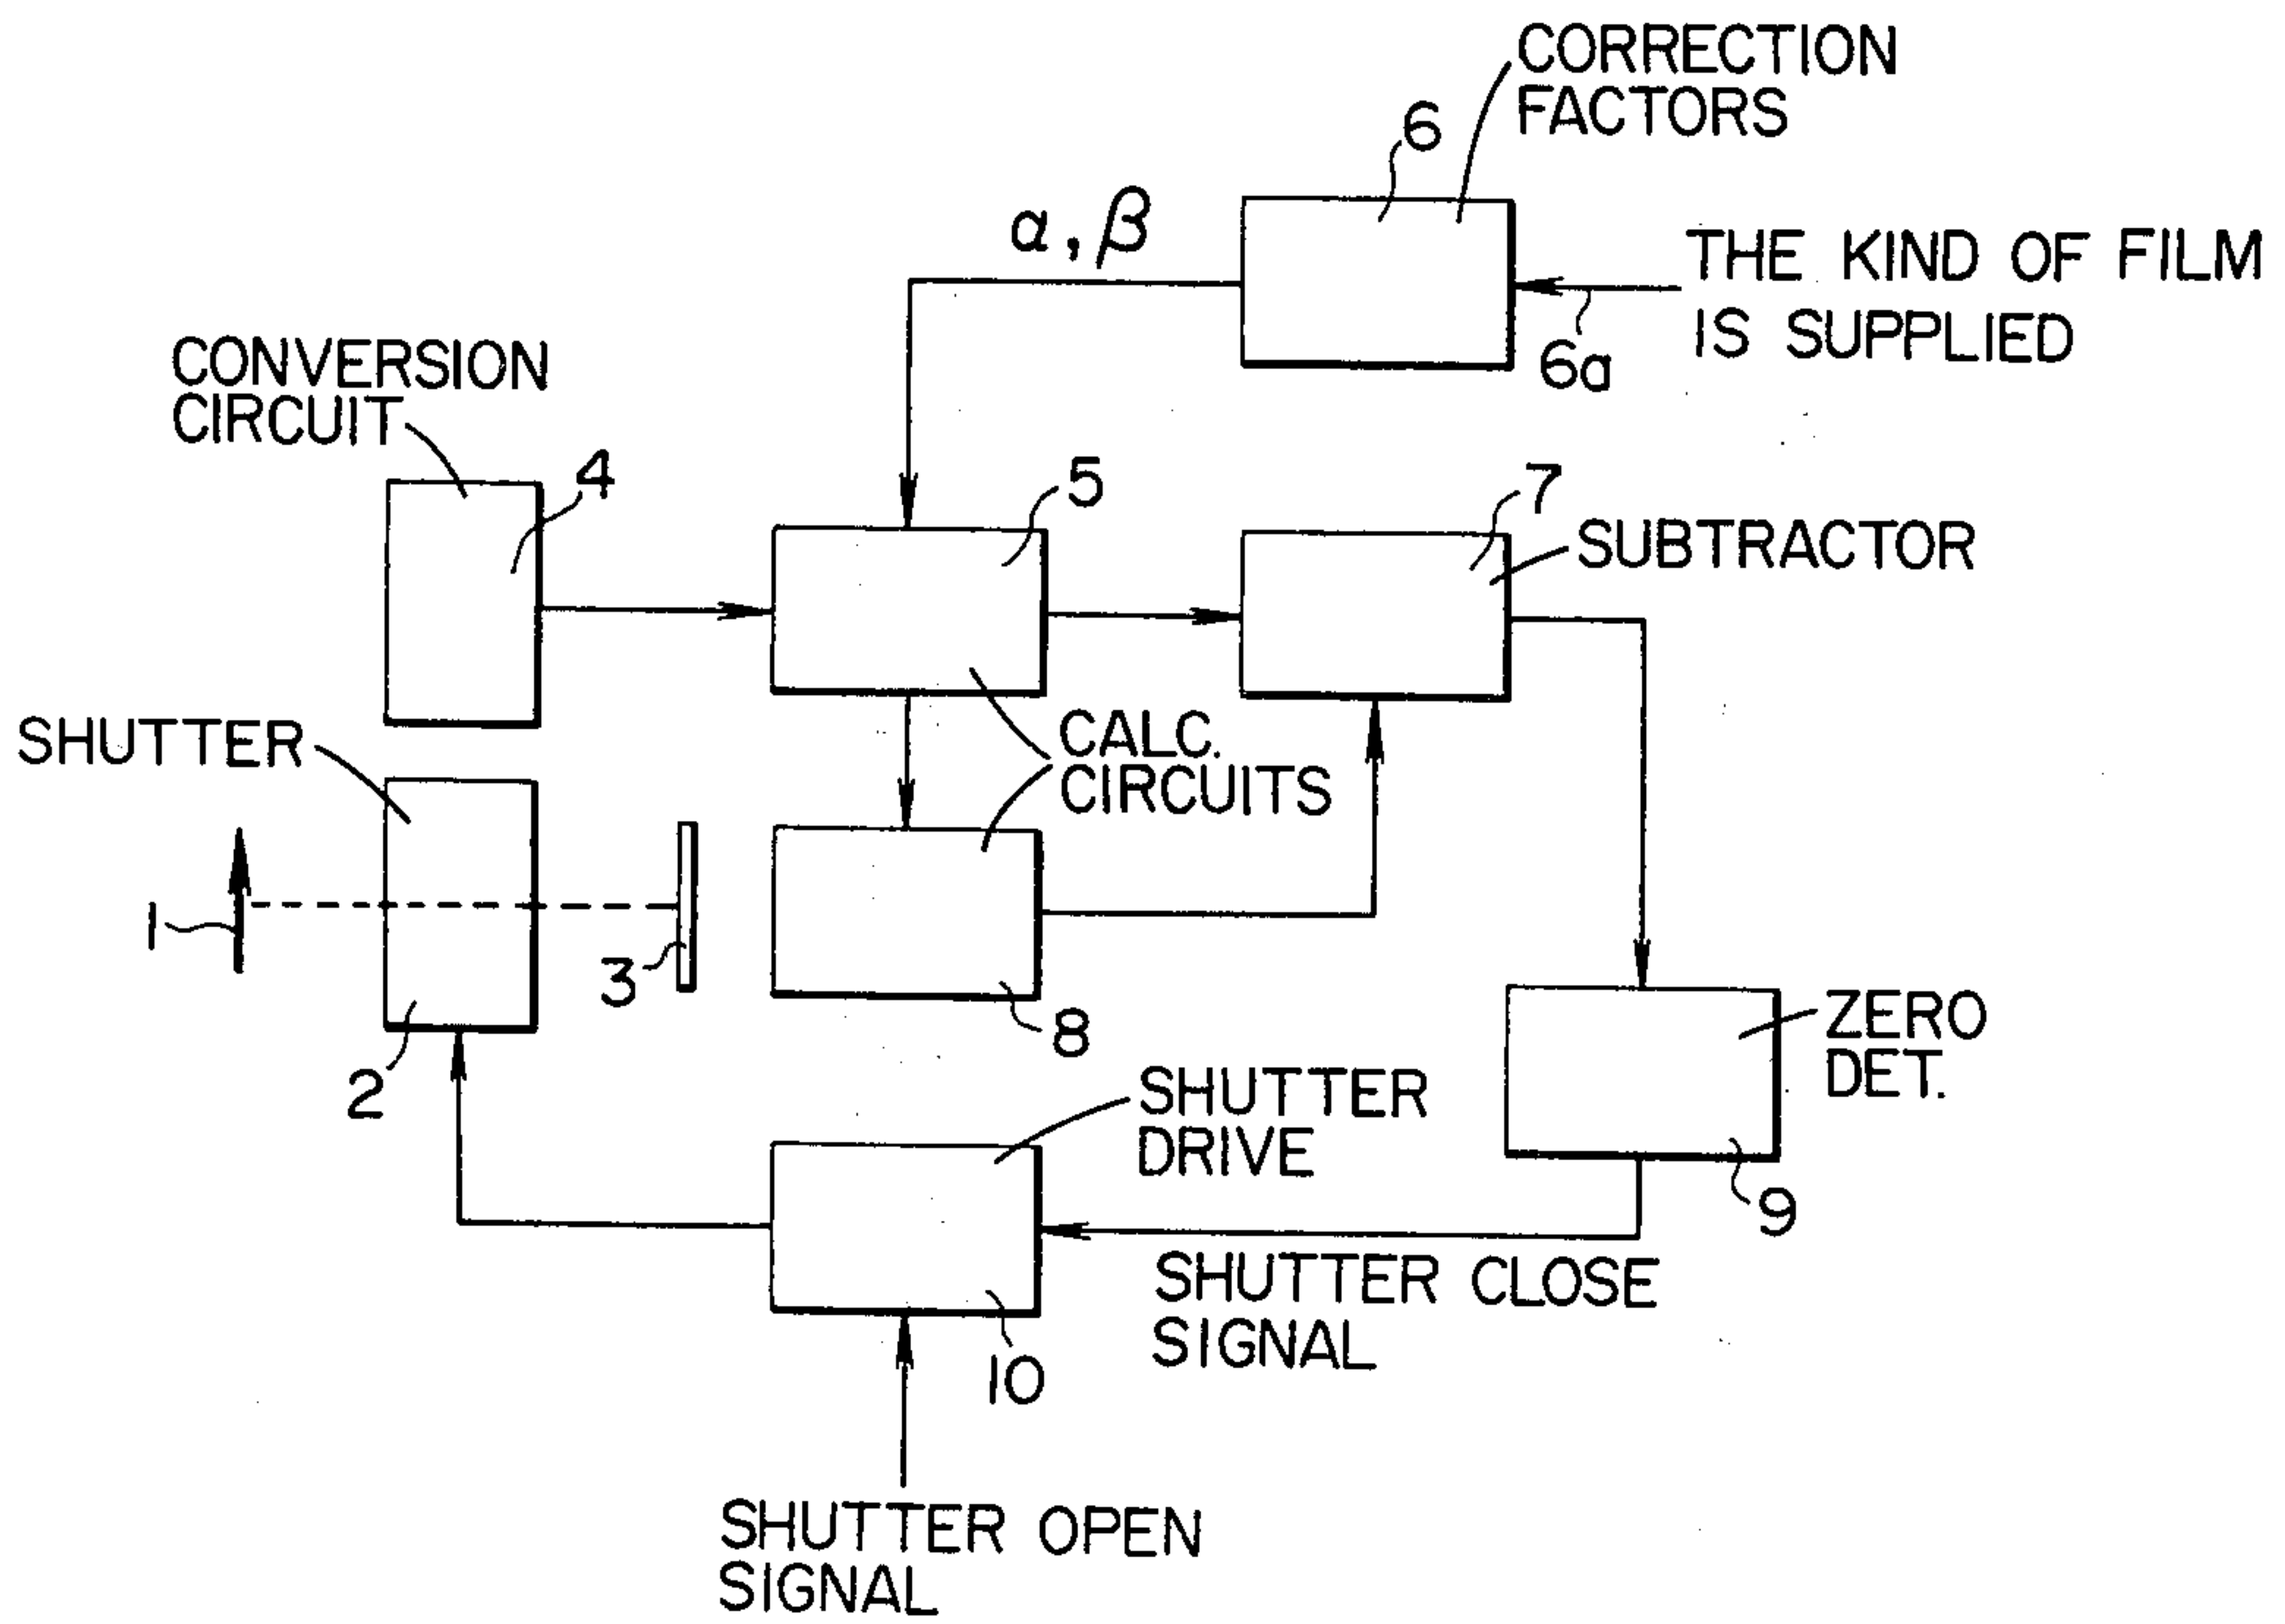 CORRECTION
FACTORS
6
α, β
THE KIND OF FILM
IS SUPPLIED
6a
CONVERSION
CIRCUIT
4
5
7
SUBTRACTOR
SHUTTER
CALC.
CIRCUITS
1
3
8
2
ZERO
DET.
9
SHUTTER
DRIVE
SHUTTER CLOSE
SIGNAL
10
SHUTTER OPEN
SIGNAL